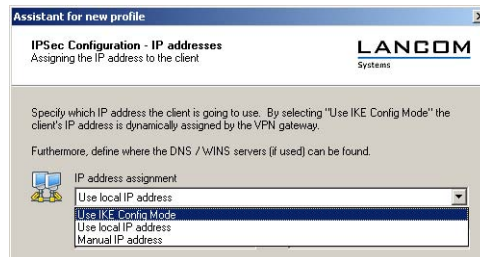 Assistant for new profile
IPSec Configuration - IP addresses
Assigning the IP address to the client
LANCOM
Systems
Specify which IP address the client is going to use. By selecting "Use IKE Config Mode" the
client's IP address is dynamically assigned by the VPN gateway.
Furthermore, define where the DNS / WINS servers (if used) can be found.
IP address assignment
Use local IP address
Use IKE Config Mode
Use local IP address
Manual IP address